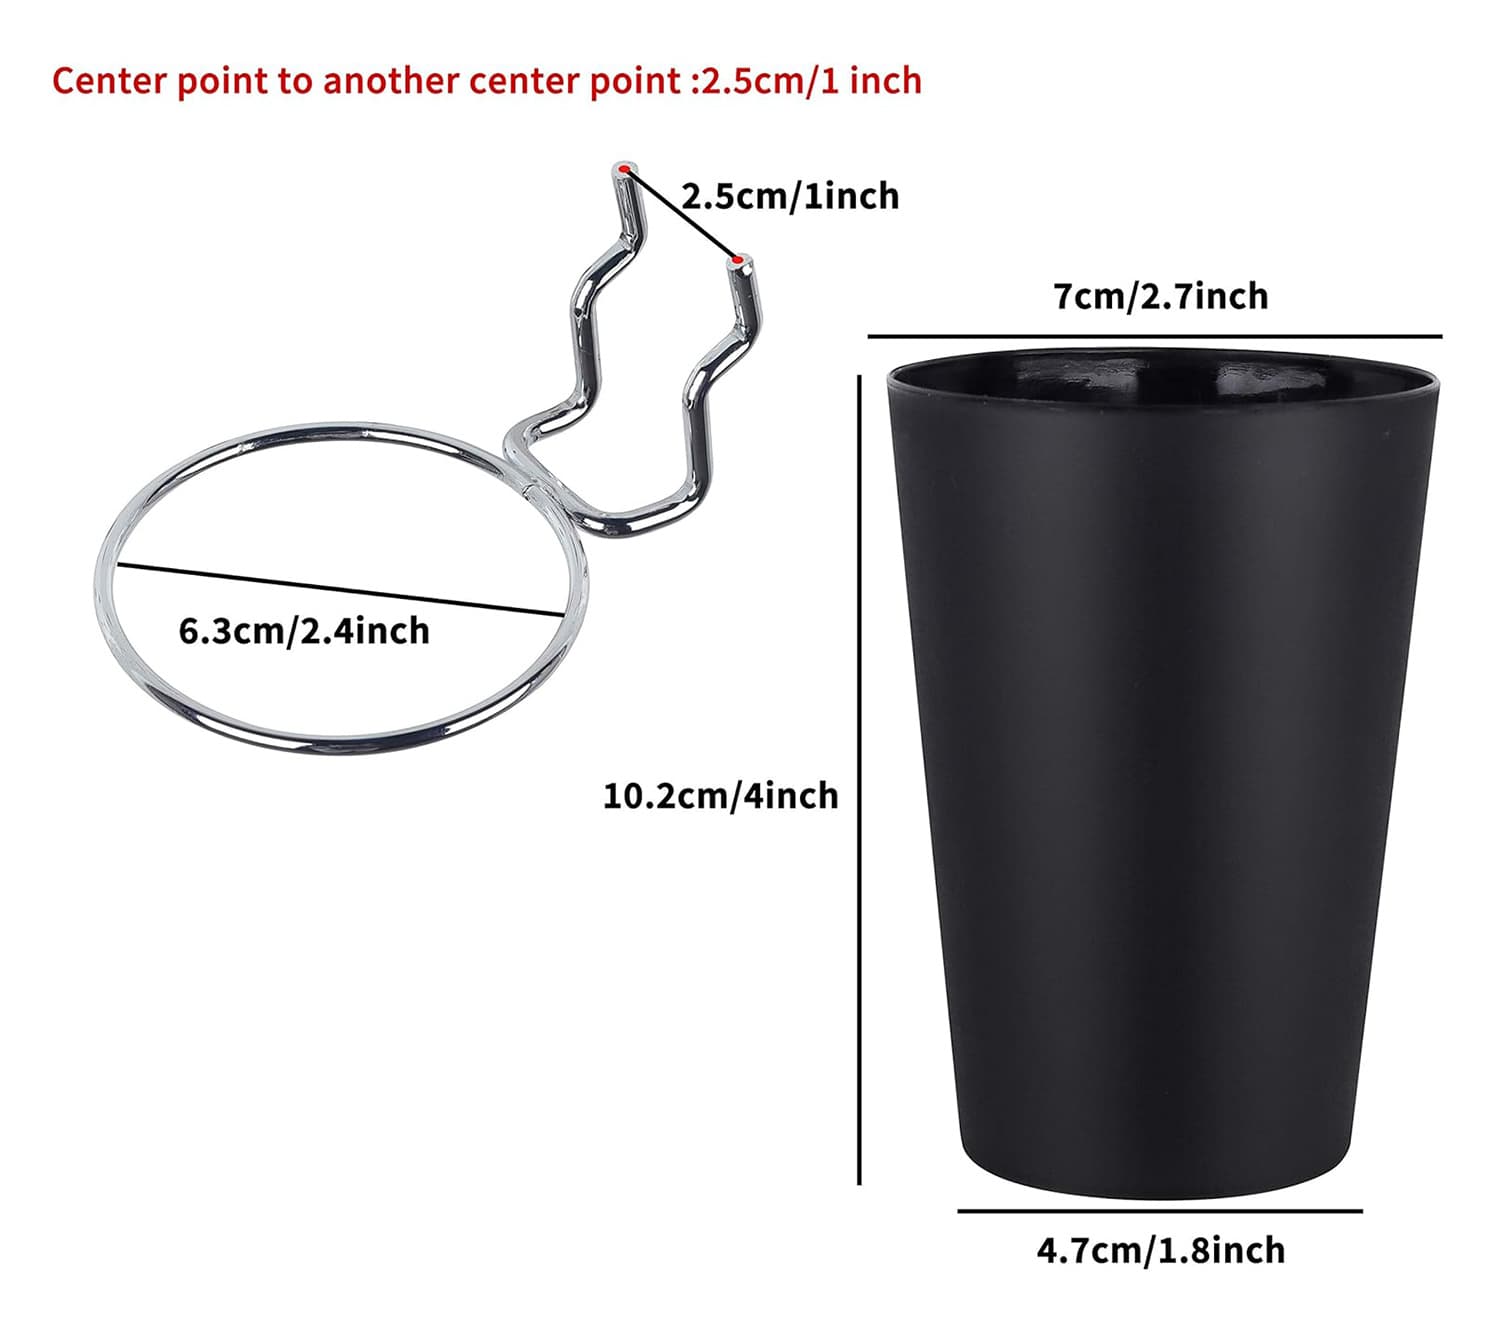 Center point to another center point :2.5cm/1 inch
2.5cm/1inch
7cm/2.7inch
6.3cm/2.4inch
10.2cm/4inch
4.7cm/1.8inch